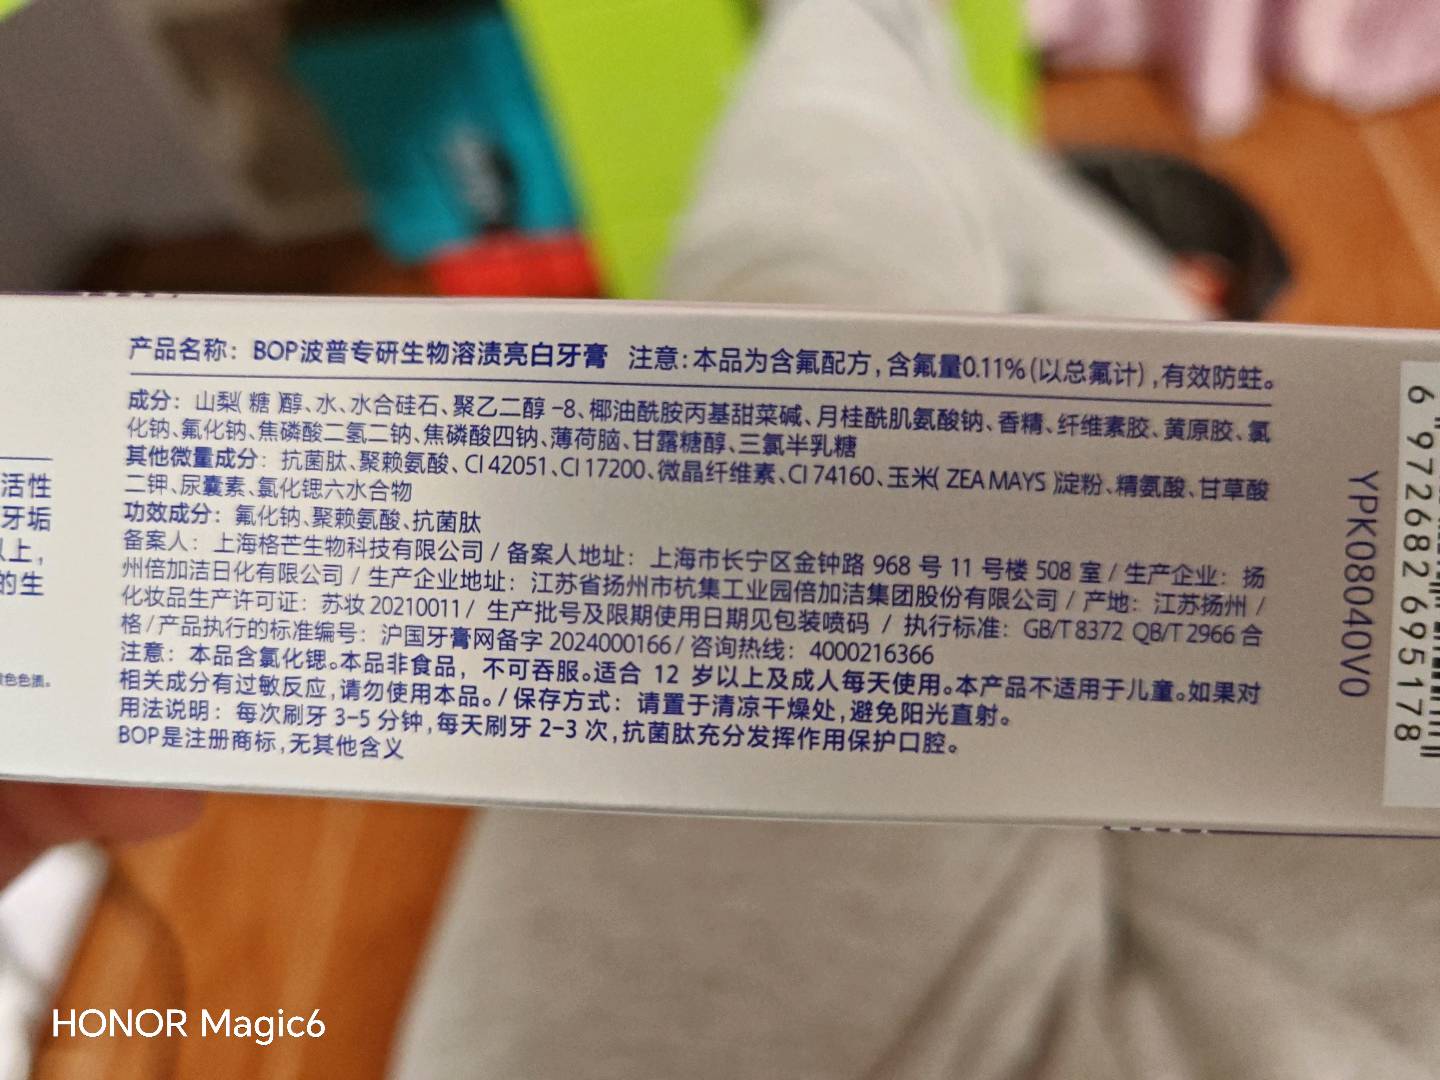 产品名称：BOP波普专研生物溶渍亮白牙膏 注意：本品为含氟配方，含氟量0.11%（以总氟计），有效防蛀。
成分：山梨（糖）醇、水、水合硅石、聚乙二醇-8、椰油酰胺丙基甜菜碱、月桂酰肌氨酸钠、香精、纤维素胶、黄原胶、氯
化钠、氟化钠、焦磷酸二氢二钠、焦磷酸四钠、薄荷脑、甘露糖醇、三氯半乳糖
其他微量成分：抗菌肽、聚赖氨酸、CI 42051、CI 17200、微晶纤维素、CI 74160、玉米（ZEA MAYS）淀粉、精氨酸、甘草酸
二钾、尿囊素、氯化锶六水合物
功效成分：氟化钠、聚赖氨酸、抗菌肽
备案人：上海格芒生物科技有限公司 / 备案人地址：上海市长宁区金钟路 968 号 11 号楼 508 室 / 生产企业：扬
州倍加洁日化有限公司 / 生产企业地址：江苏省扬州市杭集工业园倍加洁集团股份有限公司 / 产地：江苏扬州 /
化妆品生产许可证：苏妆 20210011 / 生产批号及限期使用日期见包装喷码 / 执行标准：GB/T 8372 QB/T 2966 合
格 / 产品执行的标准编号：沪国牙膏网备字 2024000166 / 咨询热线：4000216366
注意：本品含氯化锶。本品非食品，不可吞服。适合 12 岁以上及成人每天使用。本产品不适用于儿童。如果对
相关成分有过敏反应，请勿使用本品。/ 保存方式：请置于清凉干燥处，避免阳光直射。
用法说明：每次刷牙 3-5 分钟，每天刷牙 2-3 次，抗菌肽充分发挥作用保护口腔。
BOP是注册商标，无其他含义
活性
牙垢
以上，
的生
色色渍。
YPK08040V0
6 972682 695178
HONOR Magic6